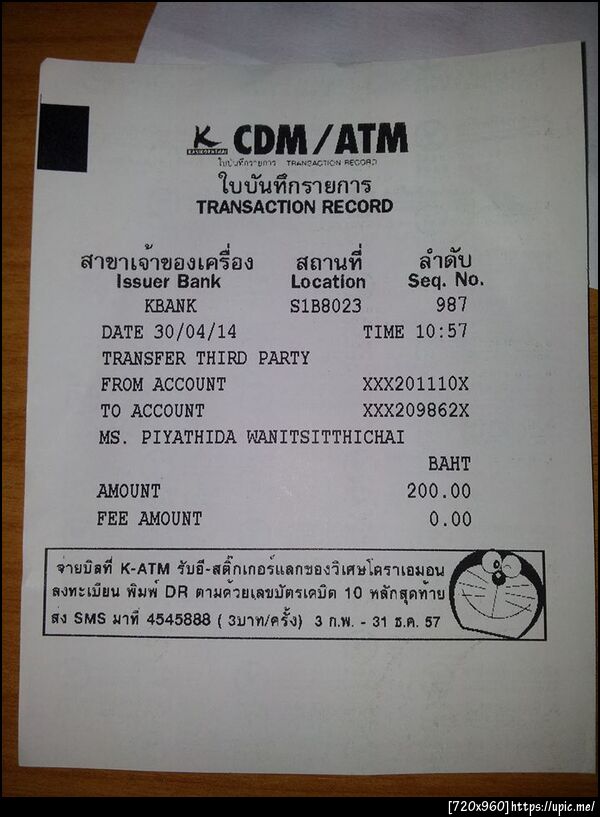 K CDM/ATM
KASIKORNTHAI ใบบันทึกรายการ TRANSACTION RECORD
ใบบันทึกรายการ
TRANSACTION RECORD
สาขาเจ้าของเครื่อง สถานที่ ลำดับ
Issuer Bank Location Seq. No.
KBANK S1B8023 987
DATE 30/04/14 TIME 10:57
TRANSFER THIRD PARTY
FROM ACCOUNT XXX201110X
TO ACCOUNT XXX209862X
MS. PIYATHIDA WANITSITTHICHAI
BAHT
AMOUNT 200.00
FEE AMOUNT 0.00
จ่ายบิลที่ K-ATM รับอี-สติ๊กเกอร์แลกของวิเศษโดราเอมอน
ลงทะเบียน พิมพ์ DR ตามด้วยเลขบัตรเดบิต 10 หลักสุดท้าย
ส่ง SMS มาที่ 4545888 ( 3บาท/ครั้ง) 3 ก.พ. - 31 ธ.ค. 57
[720x960]https://upic.me/